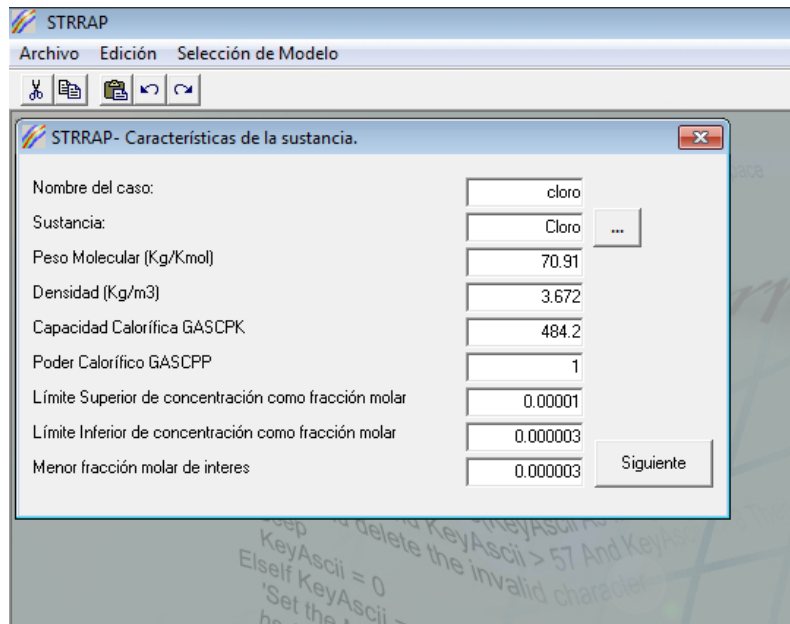 STRRAP
Archivo Edición Selección de Modelo
STRRAP- Características de la sustancia.
Nombre del caso: cloro
Sustancia: Cloro ...
Peso Molecular (Kg/Kmol) 70.91
Densidad (Kg/m3) 3.672
Capacidad Calorífica GASCPK 484.2
Poder Calorífico GASCPP 1
Límite Superior de concentración como fracción molar 0.00001
Límite Inferior de concentración como fracción molar 0.000003
Menor fracción molar de interes 0.000003
Siguiente
delete the invalid character
KeyAscii > 57 And KeyAscii
KeyAscii = 0
ElseIf KeyAscii =
'Set the